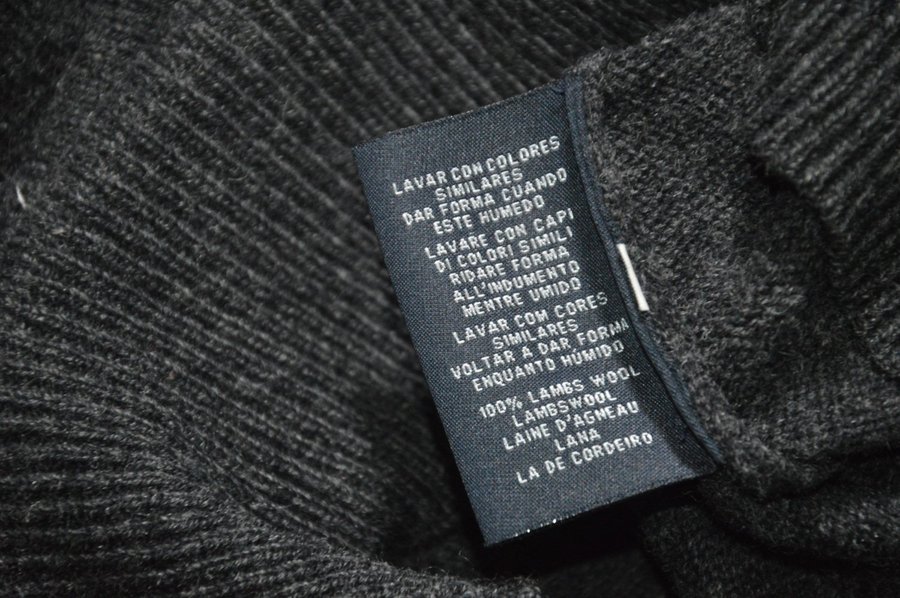 LAVAR CON COLORES
SIMILARES
DAR FORMA CUANDO
ESTE HUMEDO
LAVARE CON CAPI
DI COLORI SIMILI
RIDARE FORMA
ALL'INDUMENTO
MENTRE UMIDO
LAVAR COM CORES
SIMILARES
VOLTAR A DAR FORMA
ENQUANTO HÚMIDO
100% LAMBS WOOL
LAMBSWOOL
LAINE D'AGNEAU
LANA
LA DE CORDEIRO